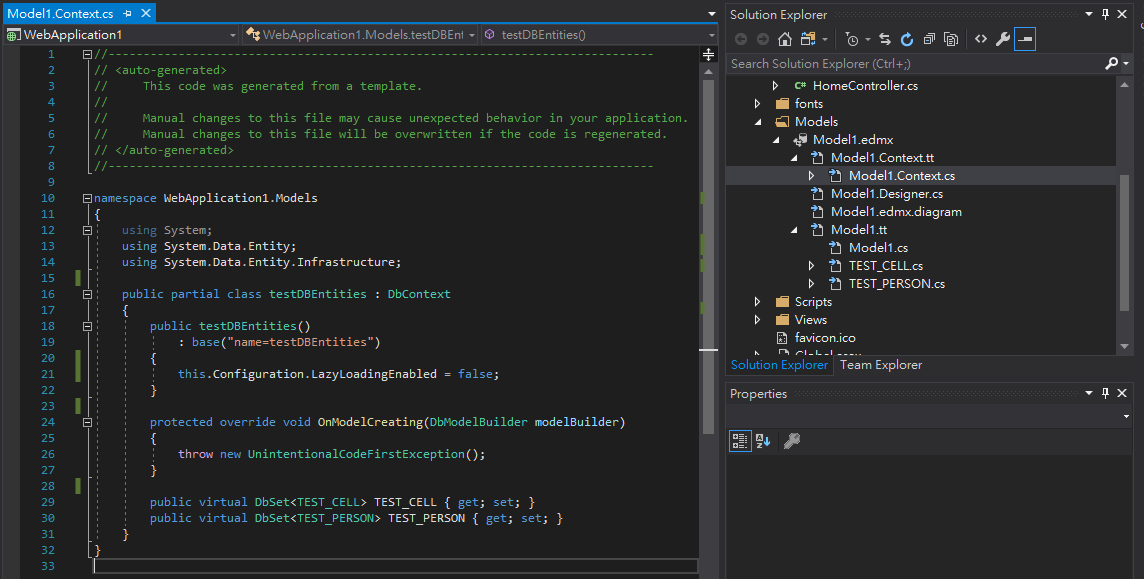 Model1.Context.cs
WebApplication1
WebApplication1.Models.testDBEnt
testDBEntities()
1 //------------------------------------------------------------------------------
2 // <auto-generated>
3 //     This code was generated from a template.
4 //
5 //     Manual changes to this file may cause unexpected behavior in your application.
6 //     Manual changes to this file will be overwritten if the code is regenerated.
7 // </auto-generated>
8 //------------------------------------------------------------------------------
9
10 namespace WebApplication1.Models
11 {
12     using System;
13     using System.Data.Entity;
14     using System.Data.Entity.Infrastructure;
15
16     public partial class testDBEntities : DbContext
17     {
18         public testDBEntities()
19             : base("name=testDBEntities")
20         {
21             this.Configuration.LazyLoadingEnabled = false;
22         }
23
24         protected override void OnModelCreating(DbModelBuilder modelBuilder)
25         {
26             throw new UnintentionalCodeFirstException();
27         }
28
29         public virtual DbSet<TEST_CELL> TEST_CELL { get; set; }
30         public virtual DbSet<TEST_PERSON> TEST_PERSON { get; set; }
31     }
32 }
33
Solution Explorer
Search Solution Explorer (Ctrl+;)
C# HomeController.cs
fonts
Models
Model1.edmx
Model1.Context.tt
Model1.Context.cs
Model1.Designer.cs
Model1.edmx.diagram
Model1.tt
Model1.cs
TEST_CELL.cs
TEST_PERSON.cs
Scripts
Views
favicon.ico
Global.asax
Solution Explorer Team Explorer
Properties